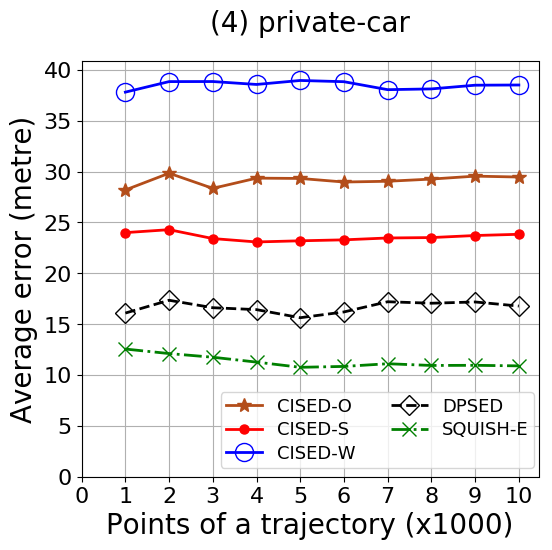 (4) private-car
Average error (metre)
40
35
30
25
20
15
10
5
0
0 1 2 3 4 5 6 7 8 9 10
Points of a trajectory (x1000)
CISED-O
CISED-S
CISED-W
DPSED
SQUISH-E